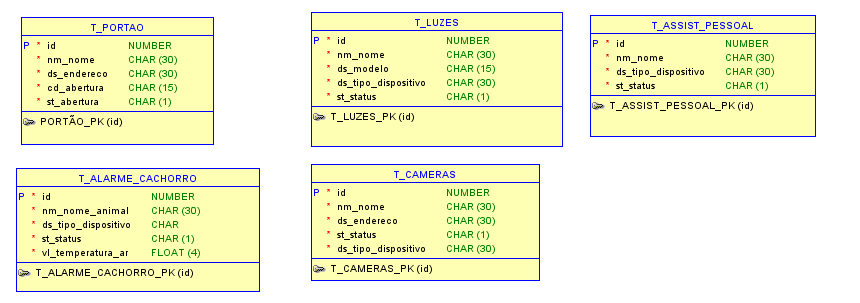 T_PORTAO
P * id NUMBER
* nm_nome CHAR (30)
* ds_endereco CHAR (30)
* cd_abertura CHAR (15)
* st_abertura CHAR (1)
PORTÃO_PK (id)
T_LUZES
P * id NUMBER
* nm_nome CHAR (30)
* ds_modelo CHAR (15)
* ds_tipo_dispositivo CHAR (30)
* st_status CHAR (1)
T_LUZES_PK (id)
T_ASSIST_PESSOAL
P * id NUMBER
* nm_nome CHAR (30)
* ds_tipo_dispositivo CHAR (30)
* st_status CHAR (1)
T_ASSIST_PESSOAL_PK (id)
T_ALARME_CACHORRO
P * id NUMBER
* nm_nome_animal CHAR (30)
* ds_tipo_dispositivo CHAR
* st_status CHAR (1)
* vl_temperatura_ar FLOAT (4)
T_ALARME_CACHORRO_PK (id)
T_CAMERAS
P * id NUMBER
* nm_nome CHAR (30)
* ds_endereco CHAR (30)
* st_status CHAR (1)
* ds_tipo_dispositivo CHAR (30)
T_CAMERAS_PK (id)